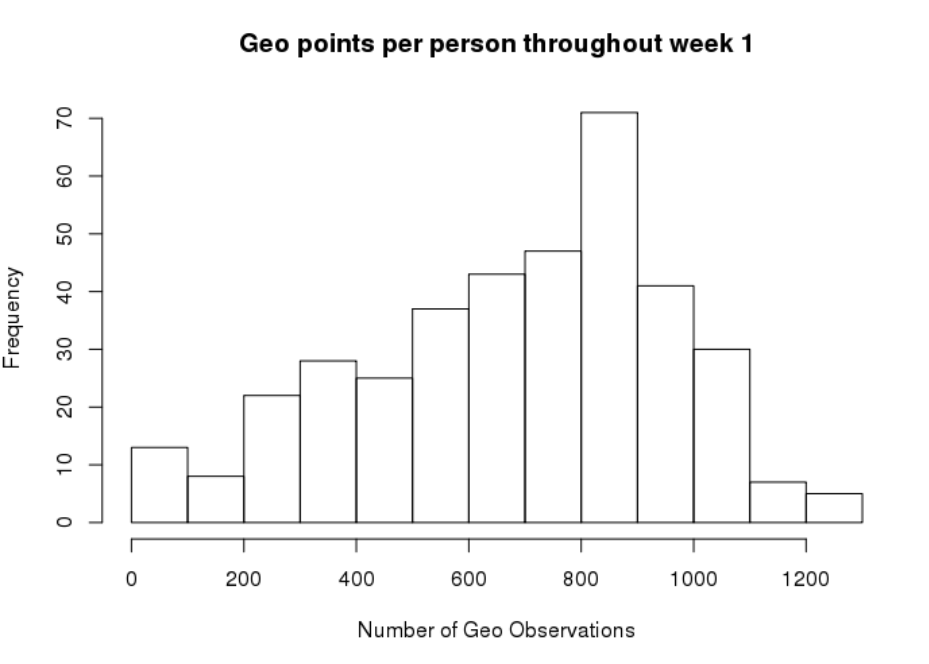 Geo points per person throughout week 1
Frequency
70
60
50
40
30
20
10
0
0 200 400 600 800 1000 1200
Number of Geo Observations